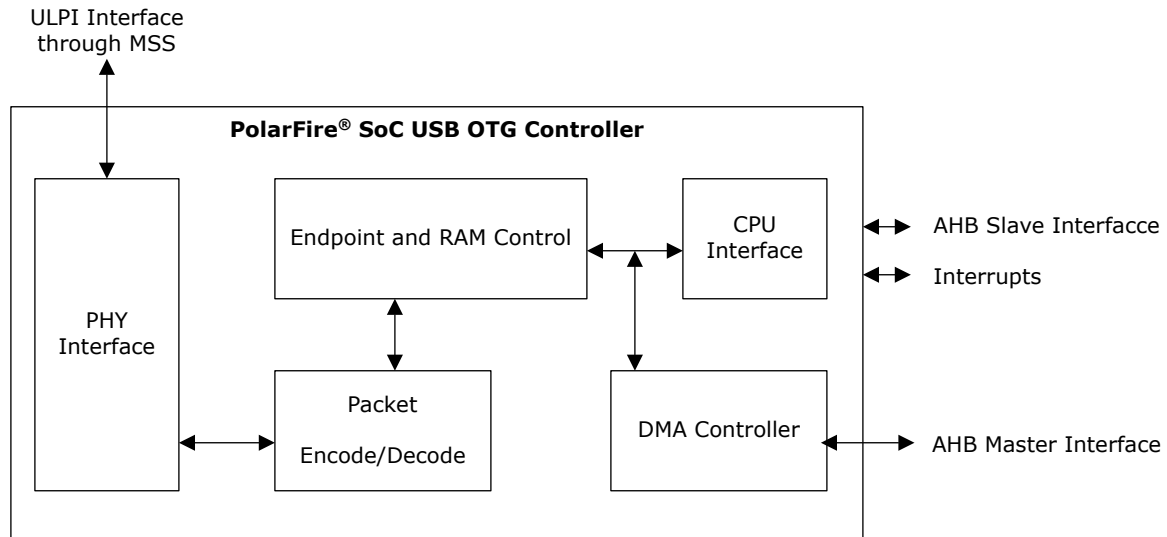 ULPI Interface
through MSS
PolarFire® SoC USB OTG Controller
PHY
Interface
Endpoint and RAM Control
CPU
Interface
AHB Slave Interfacce
Interrupts
Packet
Encode/Decode
DMA Controller
AHB Master Interface